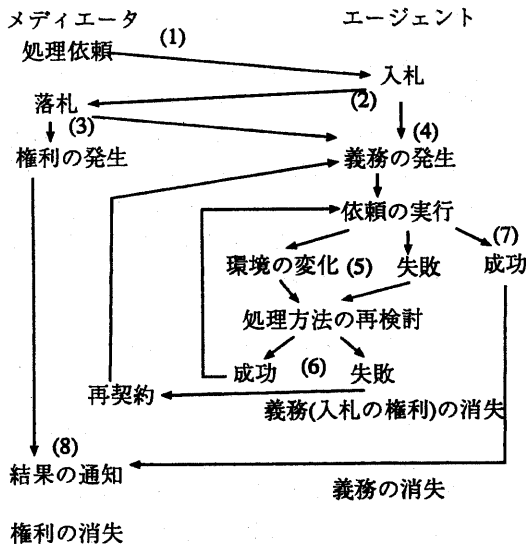 メディエータ エージェント
処理依頼 (1)
入札
落札 (2)
(3) (4)
権利の発生 義務の発生
依頼の実行
(7)
環境の変化 (5) 失敗 成功
処理方法の再検討
成功 (6) 失敗
再契約
義務(入札の権利)の消失
(8)
結果の通知
義務の消失
権利の消失